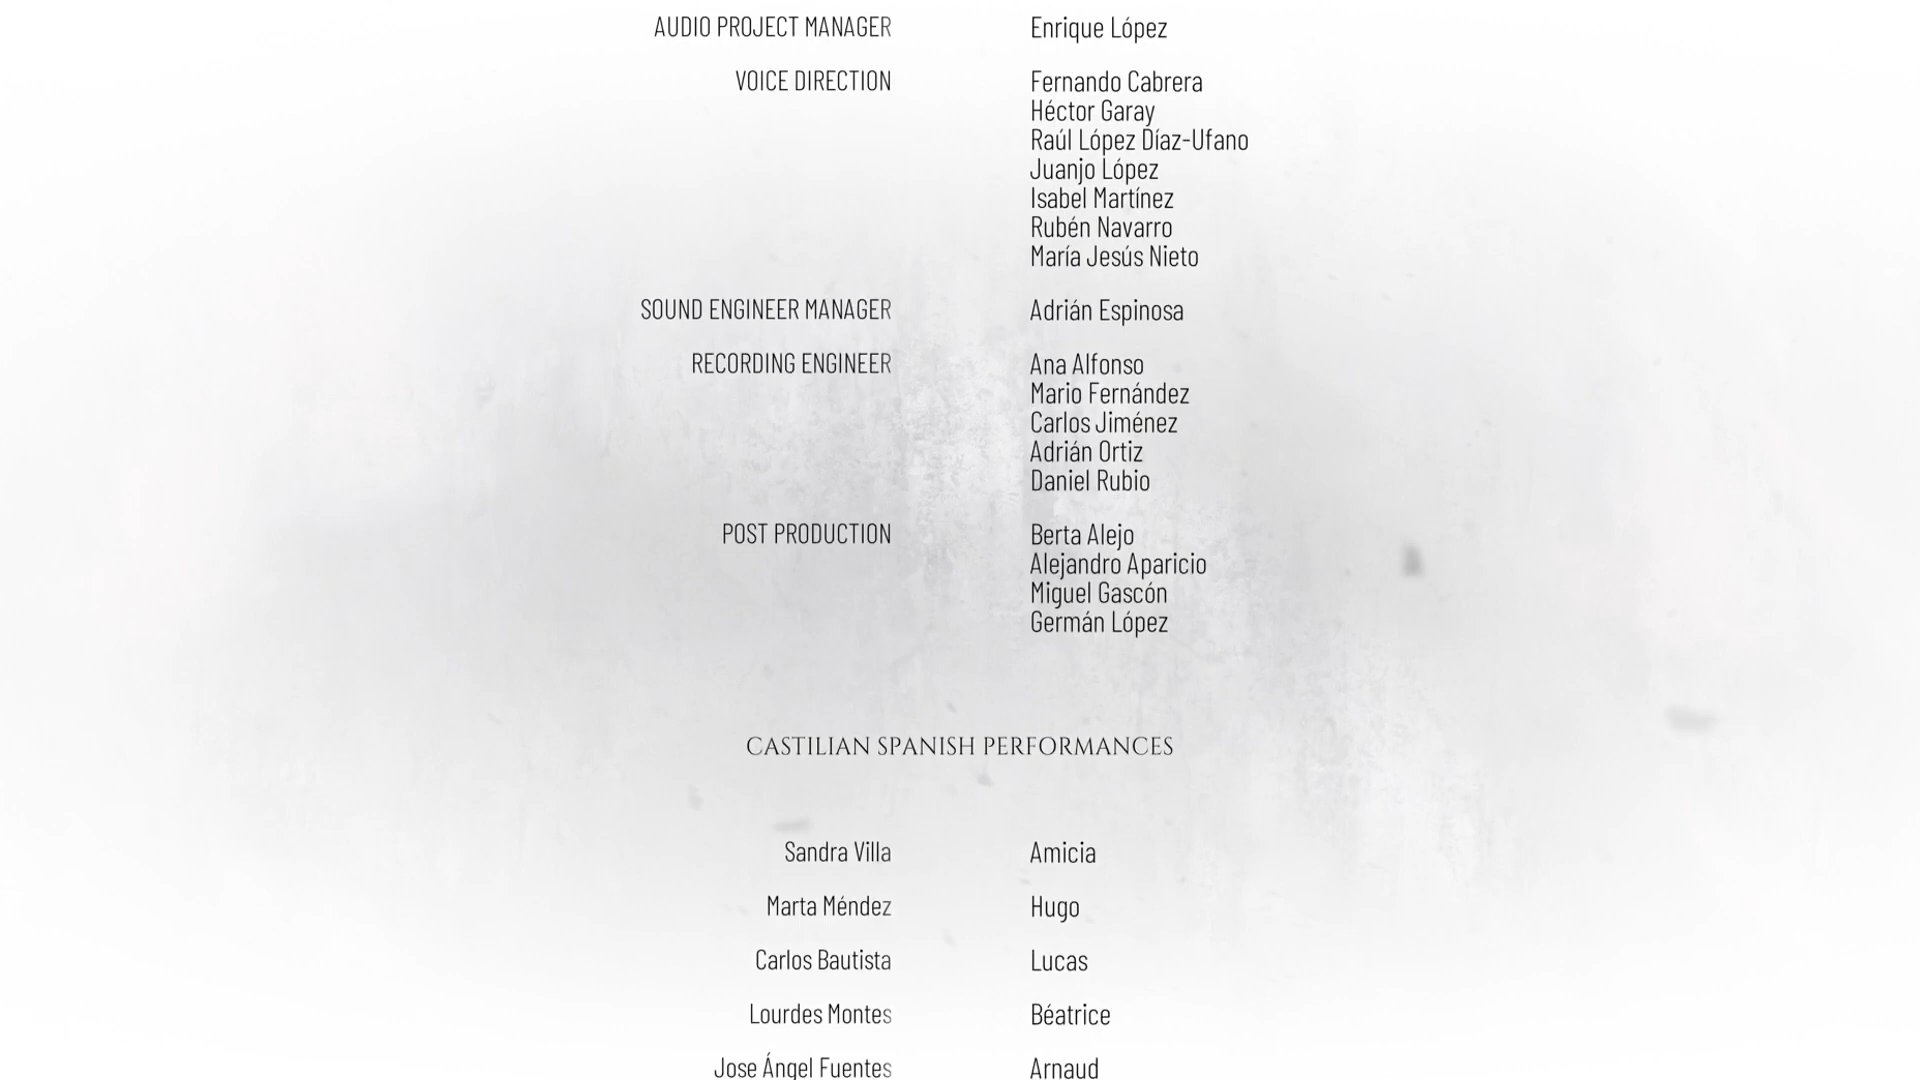 AUDIO PROJECT MANAGER Enrique López
VOICE DIRECTION Fernando Cabrera
Héctor Garay
Raúl López Díaz-Ufano
Juanjo López
Isabel Martínez
Rubén Navarro
María Jesús Nieto
SOUND ENGINEER MANAGER Adrián Espinosa
RECORDING ENGINEER Ana Alfonso
Mario Fernández
Carlos Jiménez
Adrián Ortiz
Daniel Rubio
POST PRODUCTION Berta Alejo
Alejandro Aparicio
Miguel Gascón
Germán López
CASTILIAN SPANISH PERFORMANCES
Sandra Villa Amicia
Marta Méndez Hugo
Carlos Bautista Lucas
Lourdes Montes Béatrice
Jose Ángel Fuentes Arnaud